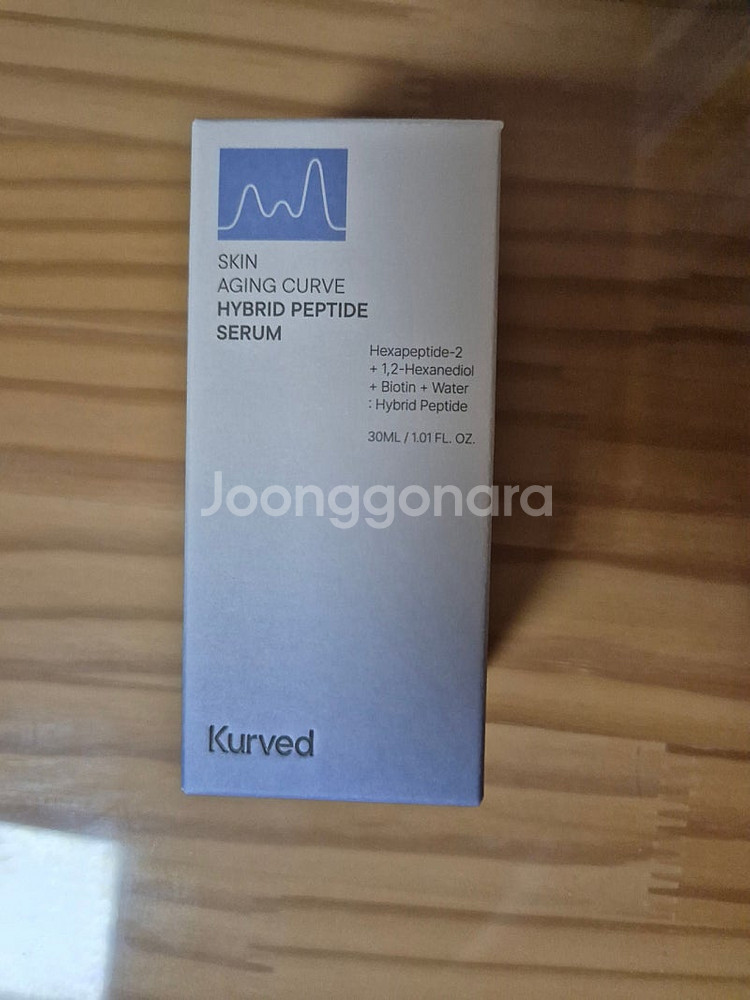 SKIN
AGING CURVE
HYBRID PEPTIDE
SERUM
Hexapeptide-2
+ 1,2-Hexanediol
+ Biotin + Water
: Hybrid Peptide
30ML / 1.01 FL. OZ.
Joonggonara
Kurved